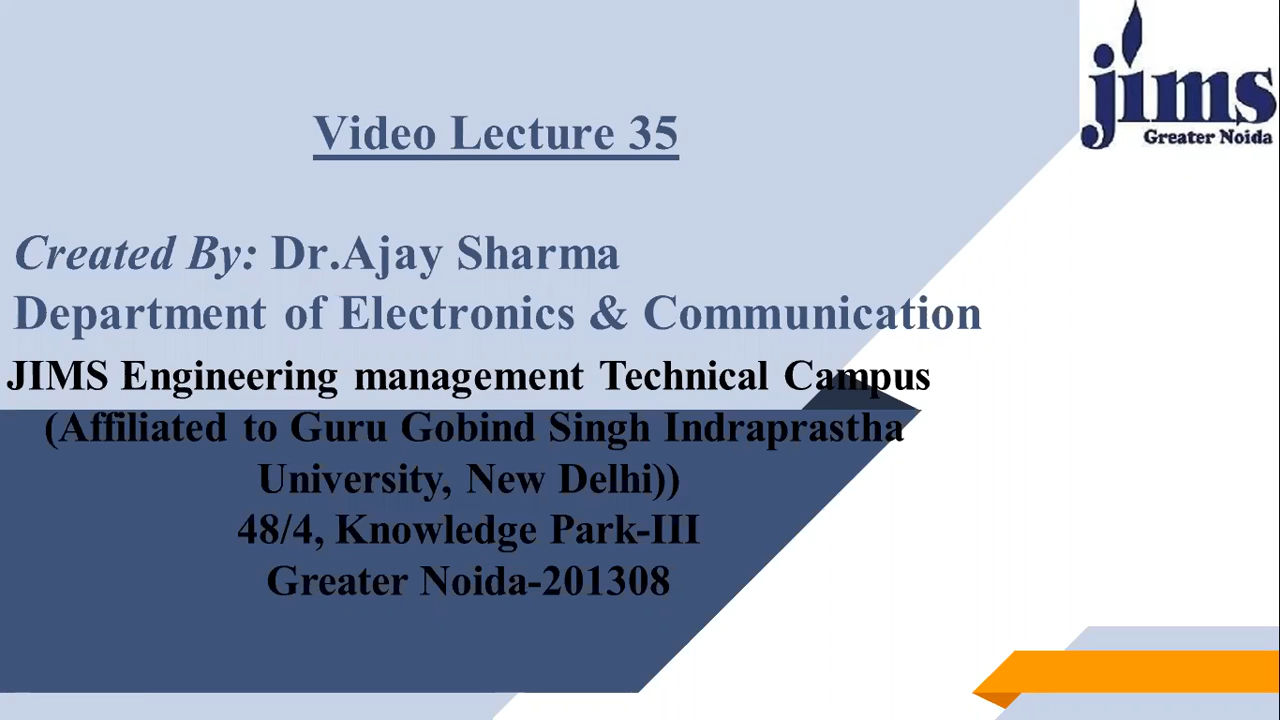 jims
Greater Noida
Video Lecture 35
Created By: Dr.Ajay Sharma
Department of Electronics & Communication
JIMS Engineering management Technical Campus
(Affiliated to Guru Gobind Singh Indraprastha
University, New Delhi))
48/4, Knowledge Park-III
Greater Noida-201308